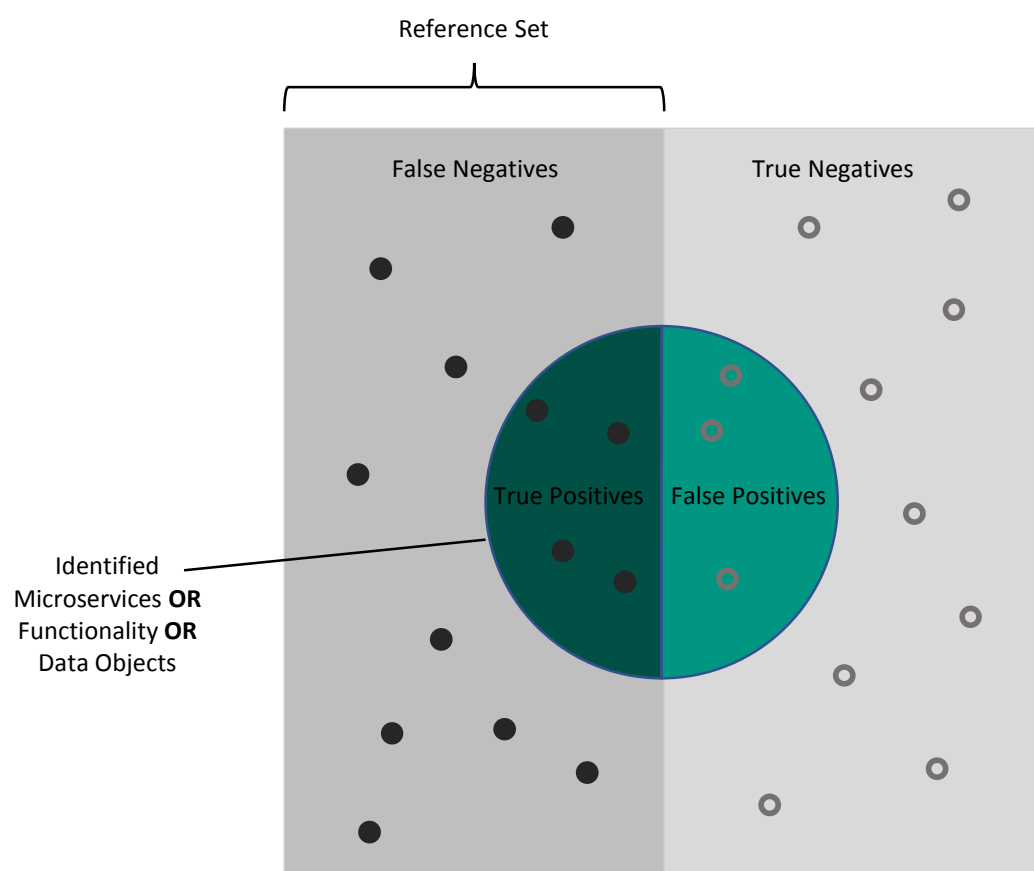 Reference Set
False Negatives
True Negatives
True Positives
False Positives
Identified
Microservices OR
Functionality OR
Data Objects